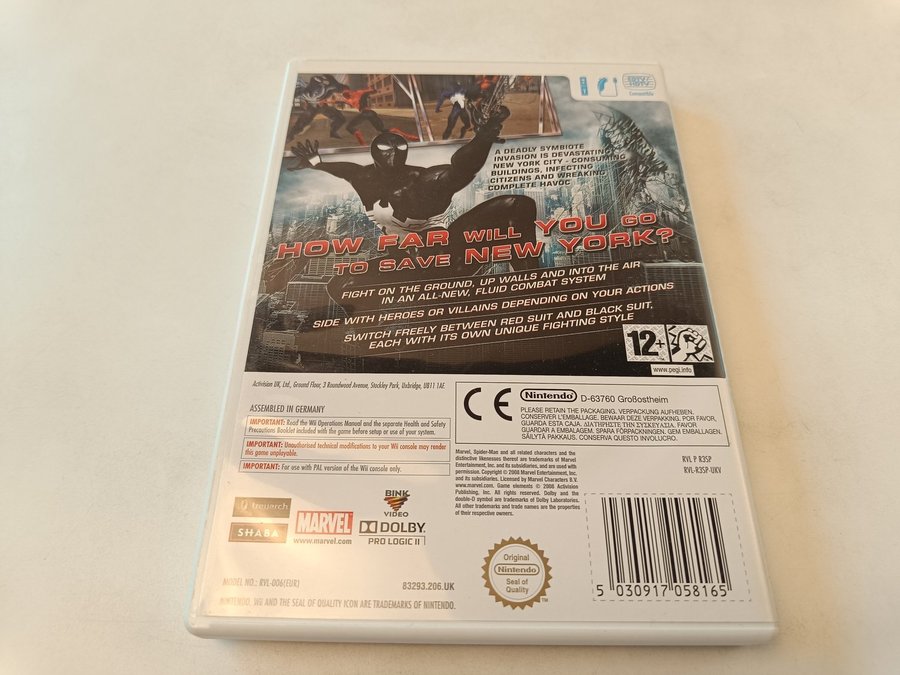 Compatible
A DEADLY SYMBIOTE
INVASION IS DEVASTATING
NEW YORK CITY - CONSUMING
BUILDINGS, INFECTING
CITIZENS AND WREAKING
COMPLETE HAVOC
HOW FAR WILL YOU GO
TO SAVE NEW YORK?
FIGHT ON THE GROUND, UP WALLS AND INTO THE AIR
IN AN ALL-NEW, FLUID COMBAT SYSTEM
SIDE WITH HEROES OR VILLAINS DEPENDING ON YOUR ACTIONS
SWITCH FREELY BETWEEN RED SUIT AND BLACK SUIT,
EACH WITH ITS OWN UNIQUE FIGHTING STYLE
12+
www.pegi.info
Activision UK, Ltd., Ground Floor, 3 Roundwood Avenue, Stockley Park, Uxbridge, UB11 1AE
ASSEMBLED IN GERMANY
IMPORTANT: Read the Wii Operations Manual and the separate Health and Safety
Precautions Booklet included with the game before setup or use of your system.
IMPORTANT: Unauthorised technical modifications to your Wii console may render
this game unplayable.
IMPORTANT: For use with PAL version of the Wii console only.
CE Nintendo D-63760 Großostheim
PLEASE RETAIN THE PACKAGING. VERPACKUNG AUFHEBEN.
CONSERVER L'EMBALLAGE. BEWAAR DEZE VERPAKKING. POR FAVOR,
GUARDA ESTA CAJA. ΔΙΑΤΗΡΗΣΤΕ ΤΗΝ ΣΥΣΚΕΥΑΣΙΑ. FAVOR
GUARDAR A EMBALAGEM. SPARA FÖRPACKNINGEN. GEM EMBALLAGEN.
SÄILYTÄ PAKKAUS. CONSERVA QUESTO INVOLUCRO.
Marvel, Spider-Man and all related characters and the
distinctive likenesses thereof are trademarks of Marvel
Entertainment, Inc. and its subsidiaries, and are used with
permission. Copyright © 2008 Marvel Entertainment, Inc.
and its subsidiaries. Licensed by Marvel Characters B.V.
www.marvel.com. Game elements © 2008 Activision
Publishing, Inc. All rights reserved. Dolby and the
double-D symbol are trademarks of Dolby Laboratories.
All other trademarks and trade names are the properties
of their respective owners.
RVL P R3SP
RVL-R3SP-UKV
treyarch
SHABA
MARVEL
www.marvel.com
BINK
VIDEO
DOLBY
PRO LOGIC II
Original
Nintendo
Seal of
Quality
TM
5 030917 058165
MODEL NO.: RVL-006(EUR)
83293.206.UK
NINTENDO, WII AND THE SEAL OF QUALITY ICON ARE TRADEMARKS OF NINTENDO.